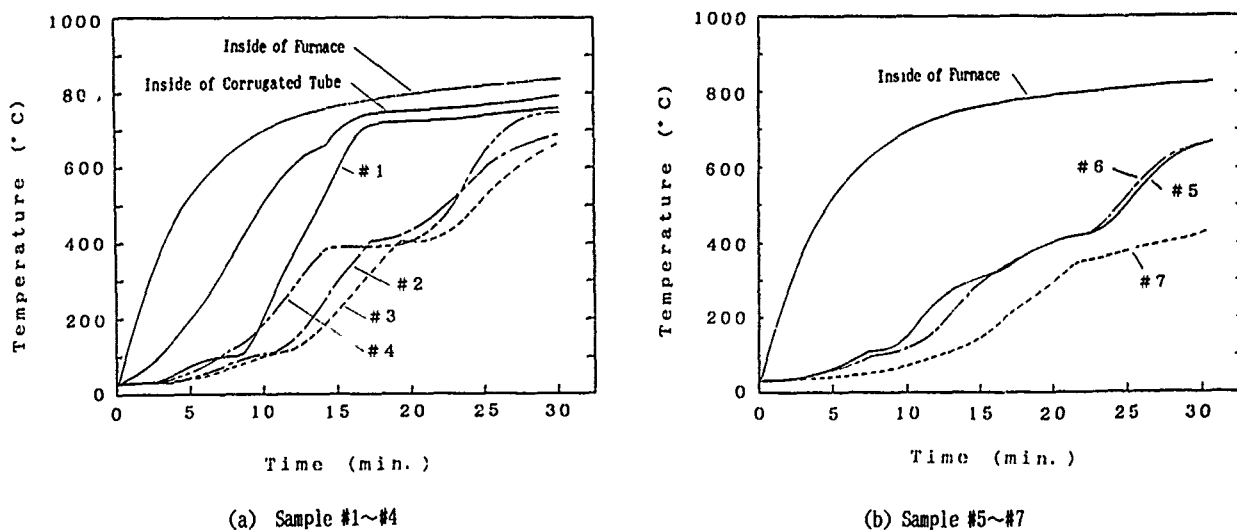 1000
80 ,
600
400
200
0
Temperature (°C)
Inside of Furnace
Inside of Corrugated Tube
#1
#2
#3
#4
0 5 10 15 20 25 30
Time (min.)
(a) Sample #1~#4
1000
800
600
400
200
0
Temperature (°C)
Inside of Furnace
#6
#5
#7
0 5 10 15 20 25 30
Time (min.)
(b) Sample #5~#7